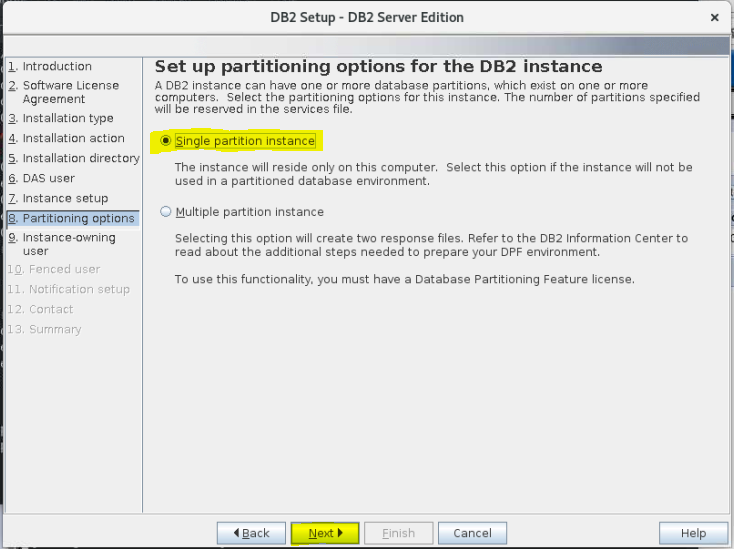 DB2 Setup - DB2 Server Edition
×
1. Introduction
2. Software License
Agreement
3. Installation type
4. Installation action
5. Installation directory
6. DAS user
7. Instance setup
8. Partitioning options
9. Instance-owning
user
10. Fenced user
11. Notification setup
12. Contact
13. Summary
Set up partitioning options for the DB2 instance
A DB2 instance can have one or more database partitions, which exist on one or more
computers.  Select the partitioning options for this instance. The number of partitions specified
will be reserved in the services file.
Single partition instance
The instance will reside only on this computer.  Select this option if the instance will not be
used in a partitioned database environment.
Multiple partition instance
Selecting this option will create two response files. Refer to the DB2 Information Center to
read about the additional steps needed to prepare your DPF environment.
To use this functionality, you must have a Database Partitioning Feature license.
Back
Next
Finish
Cancel
Help